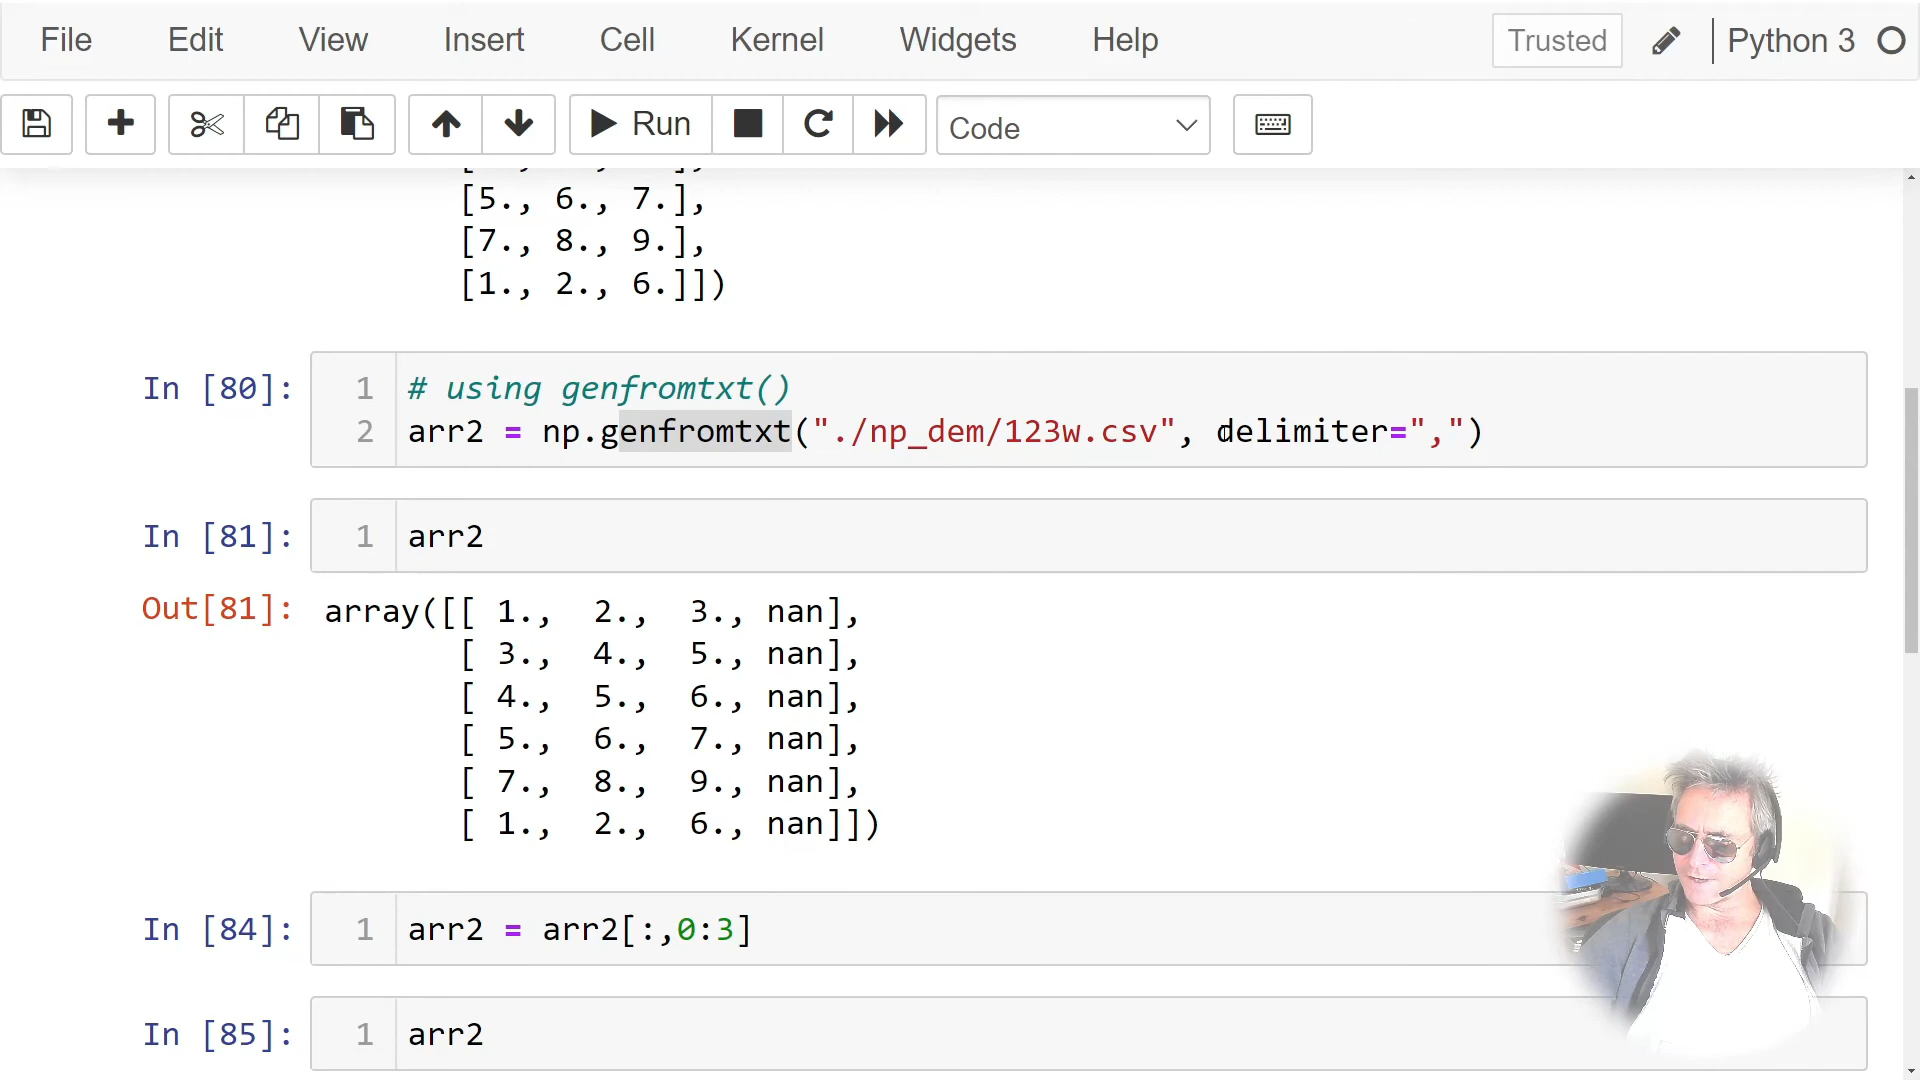 File Edit View Insert Cell Kernel Widgets Help Trusted Python 3
Run Code
[5., 6., 7.],
[7., 8., 9.],
[1., 2., 6.]])
In [80]: 1 # using genfromtxt()
2 arr2 = np.genfromtxt("./np_dem/123w.csv", delimiter=",")
In [81]: 1 arr2
Out[81]: array([[ 1., 2., 3., nan],
[ 3., 4., 5., nan],
[ 4., 5., 6., nan],
[ 5., 6., 7., nan],
[ 7., 8., 9., nan],
[ 1., 2., 6., nan]])
In [84]: 1 arr2 = arr2[:,0:3]
In [85]: 1 arr2